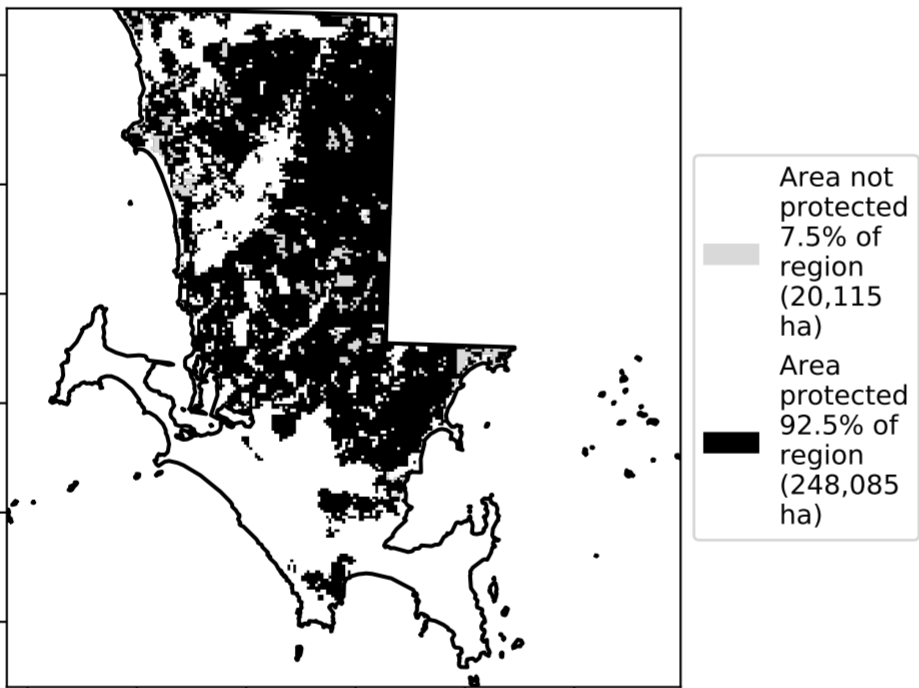 Area not
protected
7.5% of
region
(20,115
ha)
Area
protected
92.5% of
region
(248,085
ha)